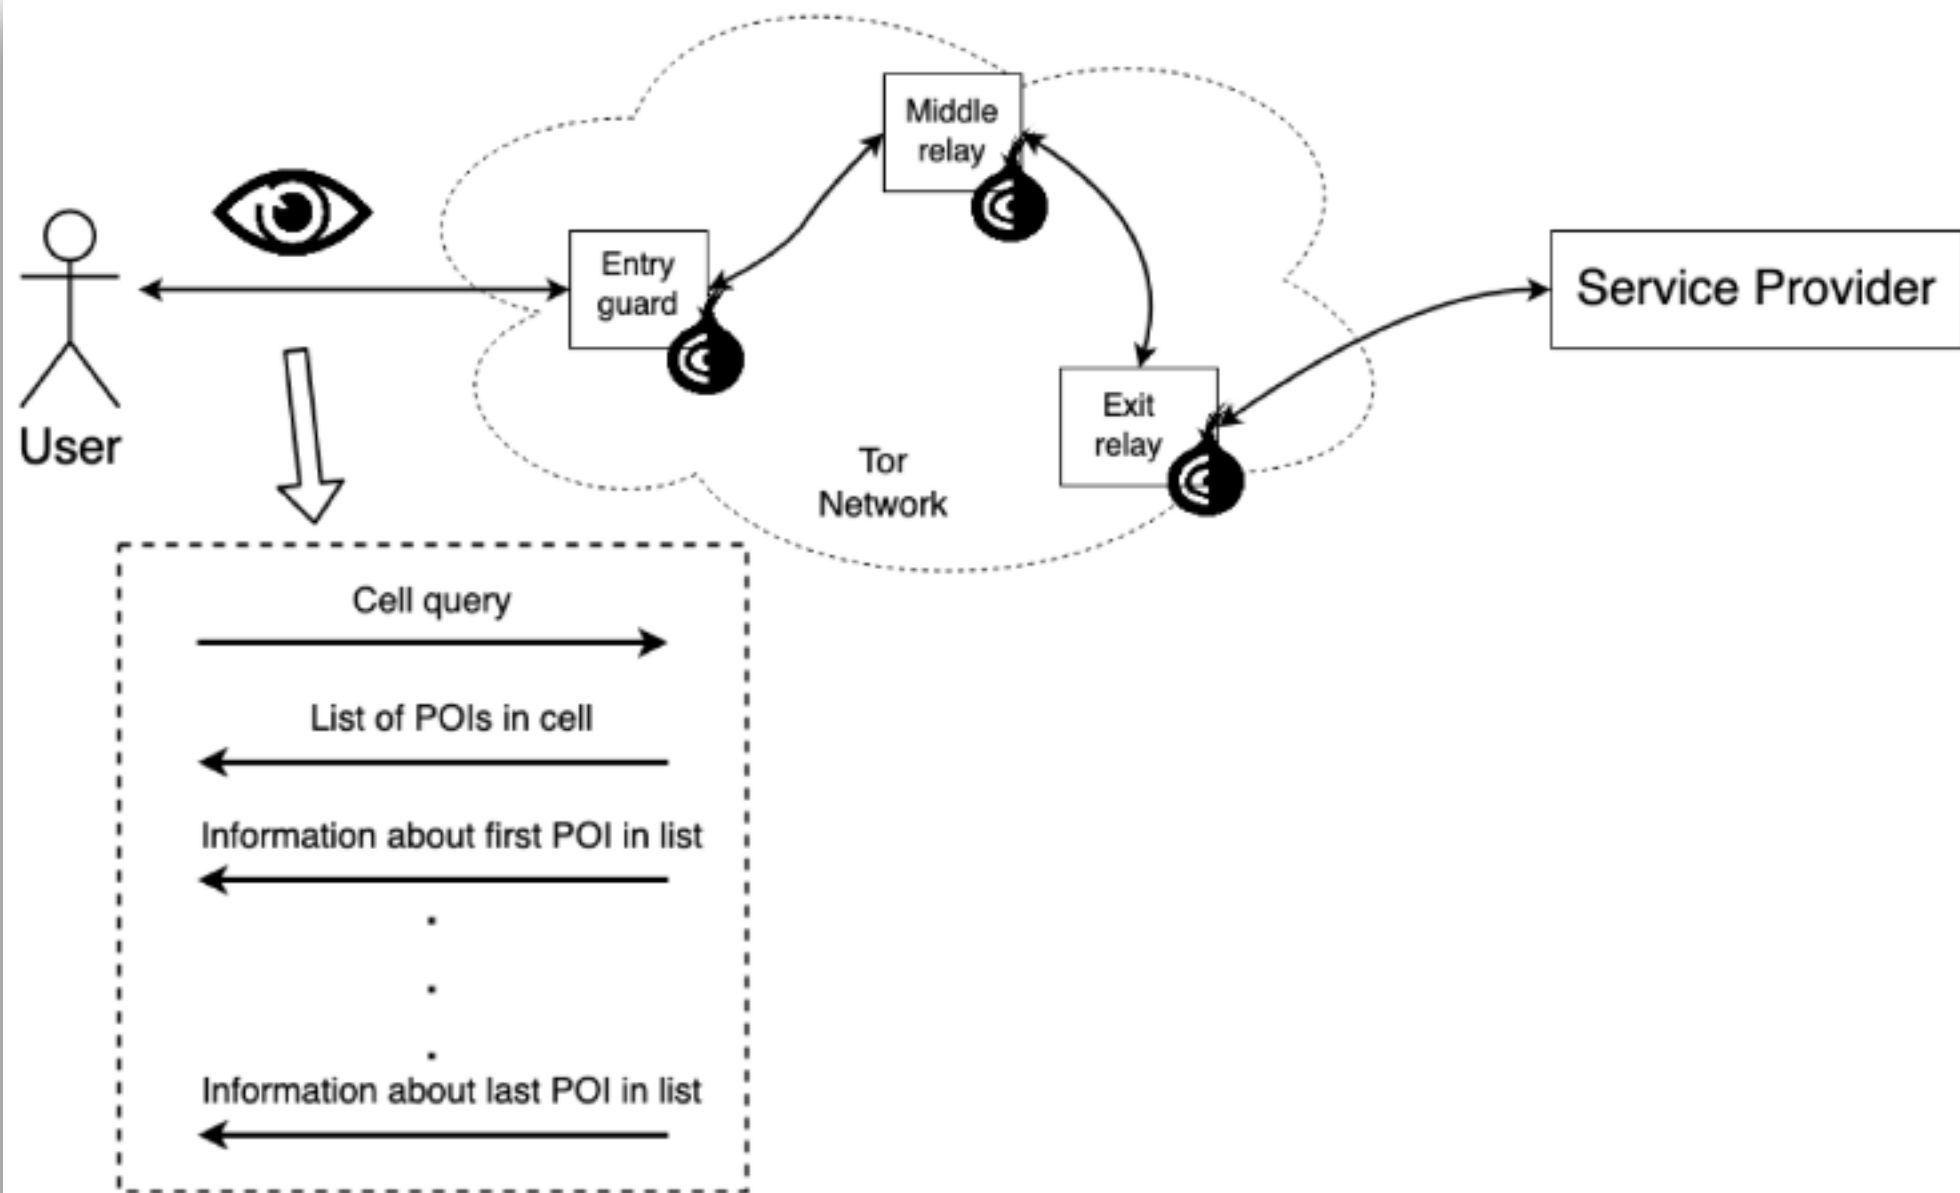 Middle
relay
Entry
guard
Service Provider
User
Exit
relay
Tor
Network
Cell query
List of POIs in cell
Information about first POI in list
Information about last POI in list